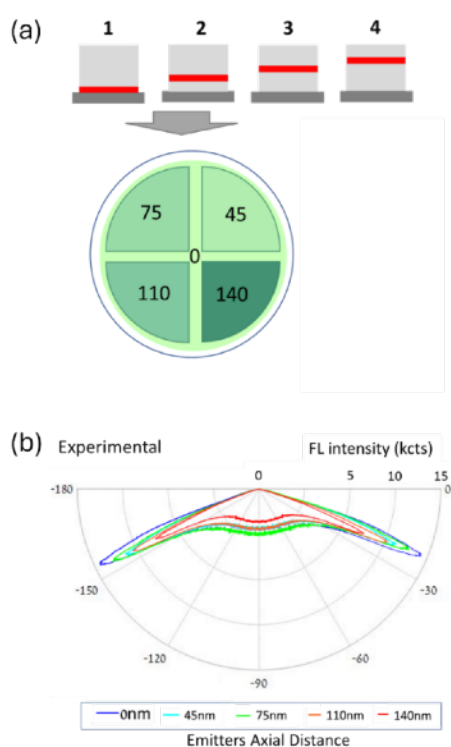 (a)
1 2 3 4
75 45
0
110 140
(b) Experimental FL intensity (kcts)
0 5 10 15
-180 0
-150 -30
-120 -60
-90
0nm 45nm 75nm 110nm 140nm
Emitters Axial Distance